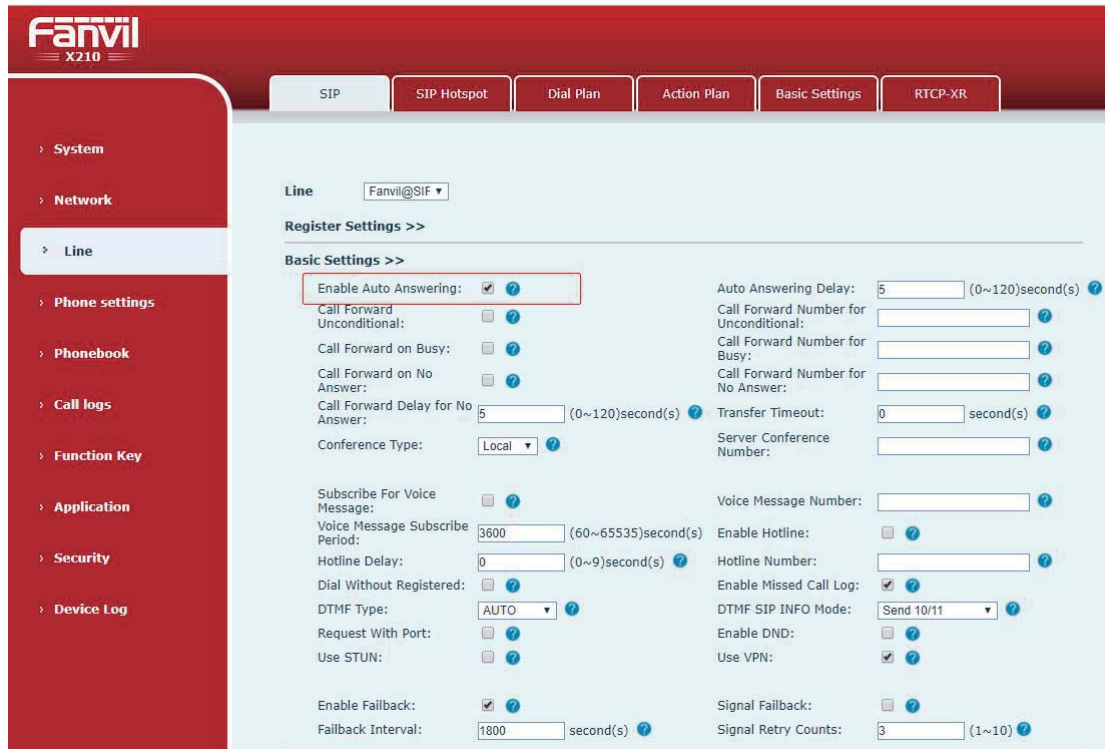 Fanvil
X210
SIP
SIP Hotspot
Dial Plan
Action Plan
Basic Settings
RTCP-XR
System
Network
Line
Phone settings
Phonebook
Call logs
Function Key
Application
Security
Device Log
Line Fanvil@SIF
Register Settings >>
Basic Settings >>
Enable Auto Answering: Auto Answering Delay: 5 (0~120)second(s)
Call Forward Unconditional: Call Forward Number for Unconditional:
Call Forward on Busy: Call Forward Number for Busy:
Call Forward on No Answer: Call Forward Number for No Answer:
Call Forward Delay for No Answer: 5 (0~120)second(s) Transfer Timeout: 0 second(s)
Conference Type: Local Server Conference Number:
Subscribe For Voice Message: Voice Message Number:
Voice Message Subscribe Period: 3600 (60~65535)second(s) Enable Hotline:
Hotline Delay: 0 (0~9)second(s) Hotline Number:
Dial Without Registered: Enable Missed Call Log:
DTMF Type: AUTO DTMF SIP INFO Mode: Send 10/11
Request With Port: Enable DND:
Use STUN: Use VPN:
Enable Failback: Signal Failback:
Failback Interval: 1800 second(s) Signal Retry Counts: 3 (1~10)